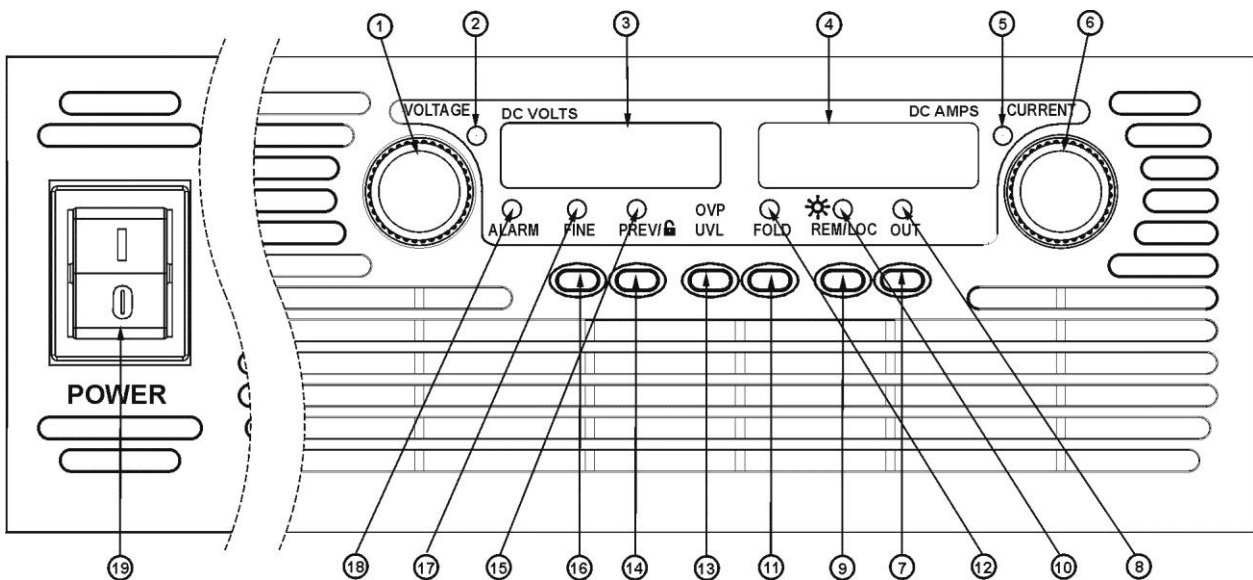 1 2 3 4 5 6
VOLTAGE DC VOLTS DC AMPS CURRENT
OVP
ALARM FINE PREV/ UVL FOLD REM/LOC OUT
I
0
POWER
19 18 17 15 16 14 13 11 9 7 12 10 8